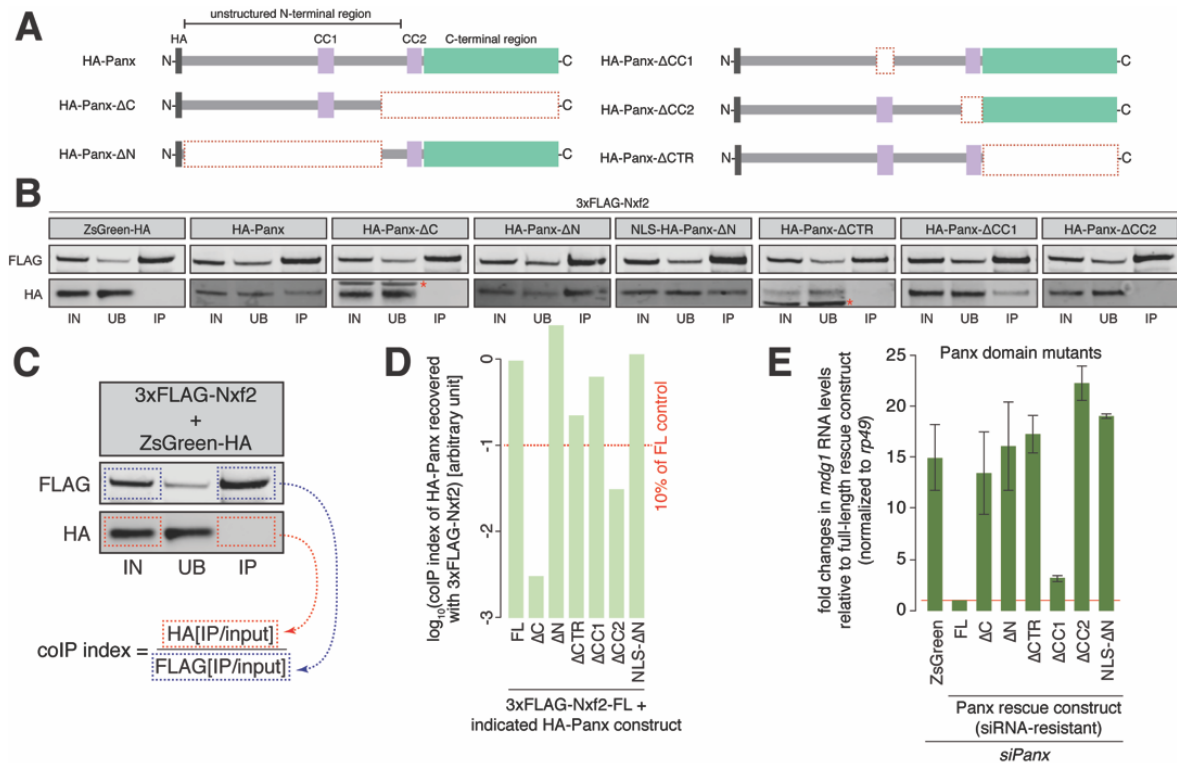 A
unstructured N-terminal region
HA CC1 CC2 C-terminal region
HA-Panx N- -C
HA-Panx-ΔC N- -C
HA-Panx-ΔN N- -C
HA-Panx-ΔCC1 N- -C
HA-Panx-ΔCC2 N- -C
HA-Panx-ΔCTR N- -C
B
3xFLAG-Nxf2
ZsGreen-HA HA-Panx HA-Panx-ΔC HA-Panx-ΔN NLS-HA-Panx-ΔN HA-Panx-ΔCTR HA-Panx-ΔCC1 HA-Panx-ΔCC2
FLAG
HA * *
IN UB IP IN UB IP IN UB IP IN UB IP IN UB IP IN UB IP IN UB IP IN UB IP
C
3xFLAG-Nxf2
+
ZsGreen-HA
FLAG
HA
IN UB IP
coIP index = HA[IP/input]
FLAG[IP/input]
D
log10(coIP index of HA-Panx recovered
with 3xFLAG-Nxf2) [arbitrary unit]
0
-1
-2
-3
10% of FL control
FL ΔC ΔN ΔCTR ΔCC1 ΔCC2 NLS-ΔN
3xFLAG-Nxf2-FL +
indicated HA-Panx construct
E
Panx domain mutants
fold changes in mdg1 RNA levels
relative to full-length rescue construct
(normalized to rp49)
25
20
15
10
5
0
ZsGreen FL ΔC ΔN ΔCTR ΔCC1 ΔCC2 NLS-ΔN
Panx rescue construct
(siRNA-resistant)
siPanx